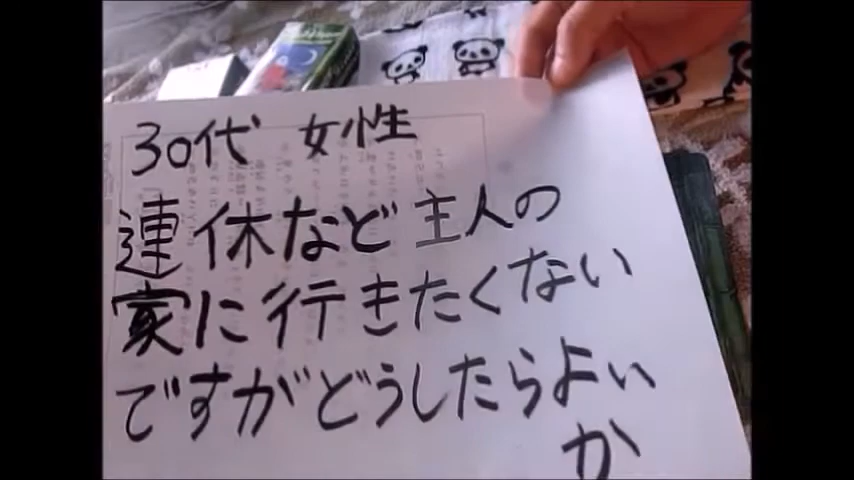 30代 女性
連休など主人の
家に行きたくない
ですがどうしたらよい
か